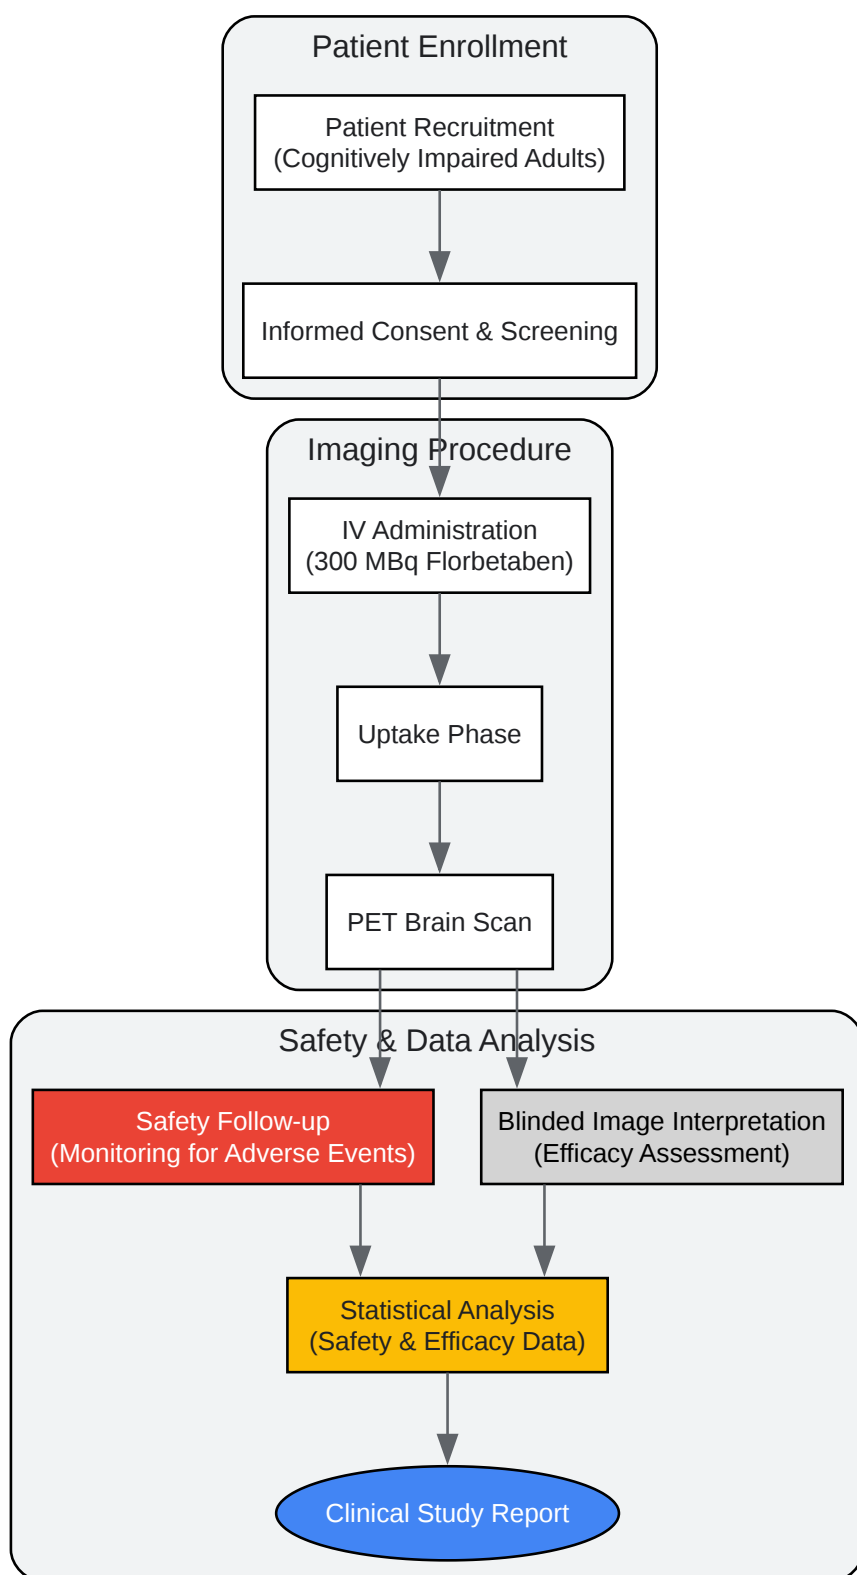 Patient Enrollment
Patient Recruitment
(Cognitively Impaired Adults)
Informed Consent & Screening
Imaging Procedure
IV Administration
(300 MBq Florbetaben)
Uptake Phase
PET Brain Scan
Safety & Data Analysis
Safety Follow-up
(Monitoring for Adverse Events)
Blinded Image Interpretation
(Efficacy Assessment)
Statistical Analysis
(Safety & Efficacy Data)
Clinical Study Report